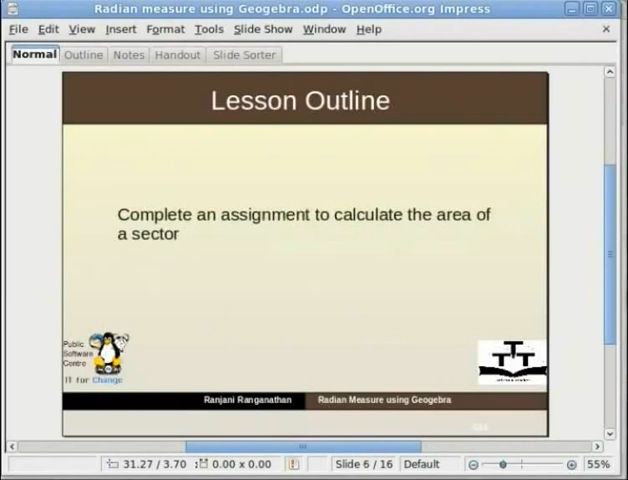 Radian measure using Geogebra.odp - OpenOffice.org Impress
File Edit View Insert Format Tools Slide Show Window Help
Normal Outline Notes Handout Slide Sorter
Lesson Outline
Complete an assignment to calculate the area of
a sector
Public
Software
Centre
IT for Change
TTT
Ranjani Ranganathan Radian Measure using Geogebra
31.27 / 3.70 0.00 x 0.00 Slide 6 / 16 Default 55%